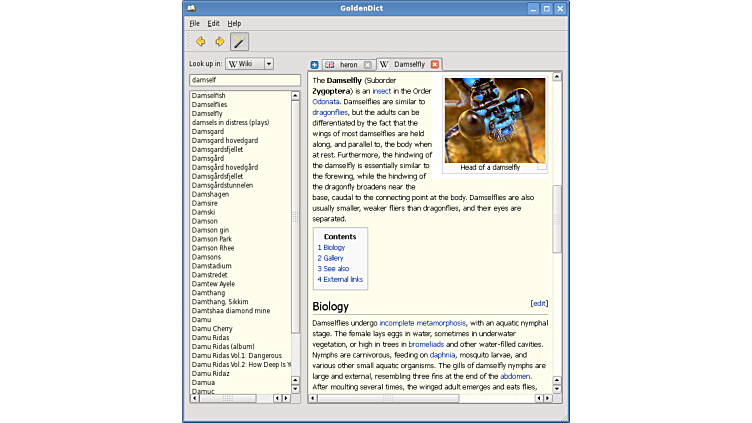 GoldenDict
File Edit Help
Look up in: W Wiki
heron
W Damselfly
damself
Damselfish
Damselflies
Damselfly
damsels in distress (plays)
Damsgard
Damsgard hovedgard
Damsgardsfjellet
Damsgård
Damsgård hovedgård
Damsgårdsfjellet
Damsgårdstunnelen
Damshagen
Damsire
Damski
Damson
Damson gin
Damson Park
Damson Rhee
Damsons
Damstadium
Damstredet
Damtew Ayele
Damthang
Damthang, Sikkim
Damtshaa diamond mine
Damu
Damu Cherry
Damu Ridas
Damu Ridas (album)
Damu Ridas Vol.1: Dangerous
Damu Ridas Vol.2: How Deep Is Y
Damu Ridaz
Damua
Damuc
The Damselfly (Suborder
Zygoptera) is an insect in the Order
Odonata. Damselflies are similar to
dragonflies, but the adults can be
differentiated by the fact that the
wings of most damselflies are held
along, and parallel to, the body when
at rest. Furthermore, the hindwing of
the damselfly is essentially similar to
the forewing, while the hindwing of
the dragonfly broadens near the
base, caudal to the connecting point at the body. Damselflies are also
usually smaller, weaker fliers than dragonflies, and their eyes are
separated.
Head of a damselfly
Contents
1 Biology
2 Gallery
3 See also
4 External links
Biology [edit]
Damselflies undergo incomplete metamorphosis, with an aquatic nymphal
stage. The female lays eggs in water, sometimes in underwater
vegetation, or high in trees in bromeliads and other water-filled cavities.
Nymphs are carnivorous, feeding on daphnia, mosquito larvae, and
various other small aquatic organisms. The gills of damselfly nymphs are
large and external, resembling three fins at the end of the abdomen.
After moulting several times, the winged adult emerges and eats flies,